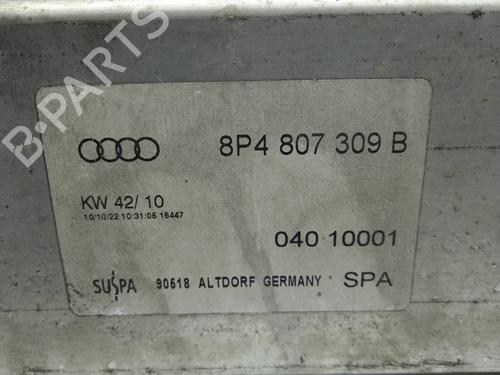 B-PARTS
8P4 807 309 B
KW 42/ 10
10/10/22 10:31:05 16447
040 10001
SUSPA 90518 ALTDORF GERMANY SPA